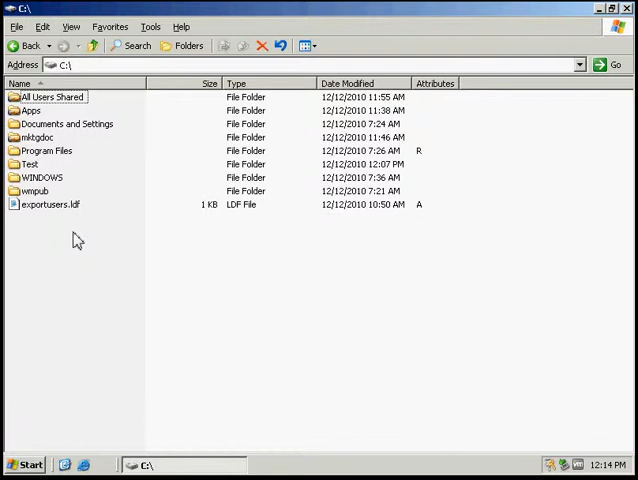 C:\
File Edit View Favorites Tools Help
Back Search Folders
Address C:\ Go
Name Size Type Date Modified Attributes
All Users Shared File Folder 12/12/2010 11:55 AM
Apps File Folder 12/12/2010 11:38 AM
Documents and Settings File Folder 12/12/2010 7:24 AM
mktgdoc File Folder 12/12/2010 11:46 AM
Program Files File Folder 12/12/2010 7:26 AM R
Test File Folder 12/12/2010 12:07 PM
WINDOWS File Folder 12/12/2010 7:36 AM
wmpub File Folder 12/12/2010 7:21 AM
exportusers.ldf 1 KB LDF File 12/12/2010 10:50 AM A
Start C:\ 12:14 PM